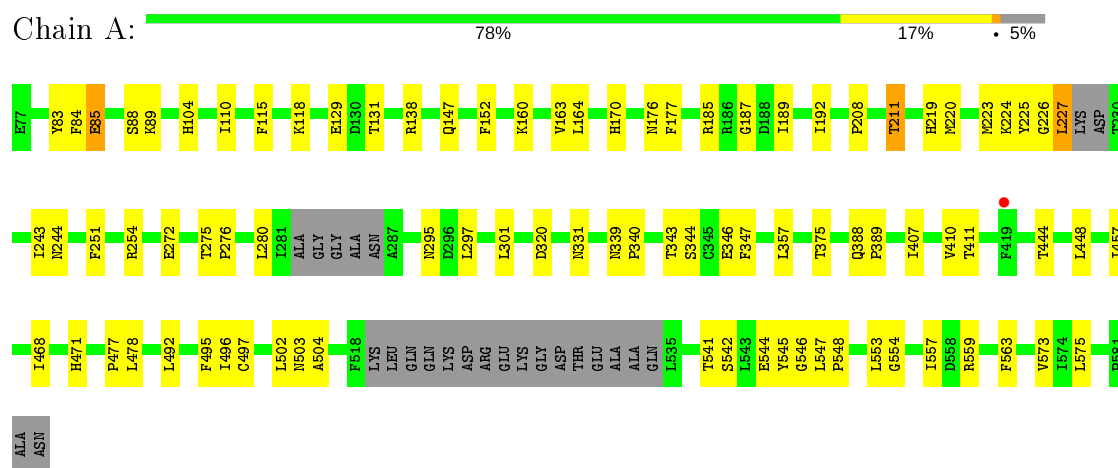 Chain A:
78% 17% • 5%
E77 Y83 F84 E85 S88 K89 H104 I110 F115 K118 E129 D130 T131 R138 Q147 F152 K160 V163 L164 H170 N176 F177 R185 R186 G187 D188 I189 I192 P208 T211 H219 M220 M223 K224 Y225 G226 L227 LYS ASP T230
I243 N244 F251 R254 E272 T275 P276 L280 I281 ALA GLY GLY ALA ASN A287 N295 D296 L297 L301 D320 N331 N339 P340 T343 S344 C345 E346 F347 L357 T375 Q388 P389 I407 V410 T411 F419 T444 L448 I457
I468 H471 P477 L478 L492 F495 I496 C497 L502 N503 A504 F518 LYS LEU GLN GLN LYS ASP ARG GLU LYS GLY ASP THR GLU ALA ALA GLN L535 T541 S542 L543 E544 Y545 G546 L547 P548 L553 G554 I557 D558 R559 F563 V573 I574 L575 P581
ALA ASN